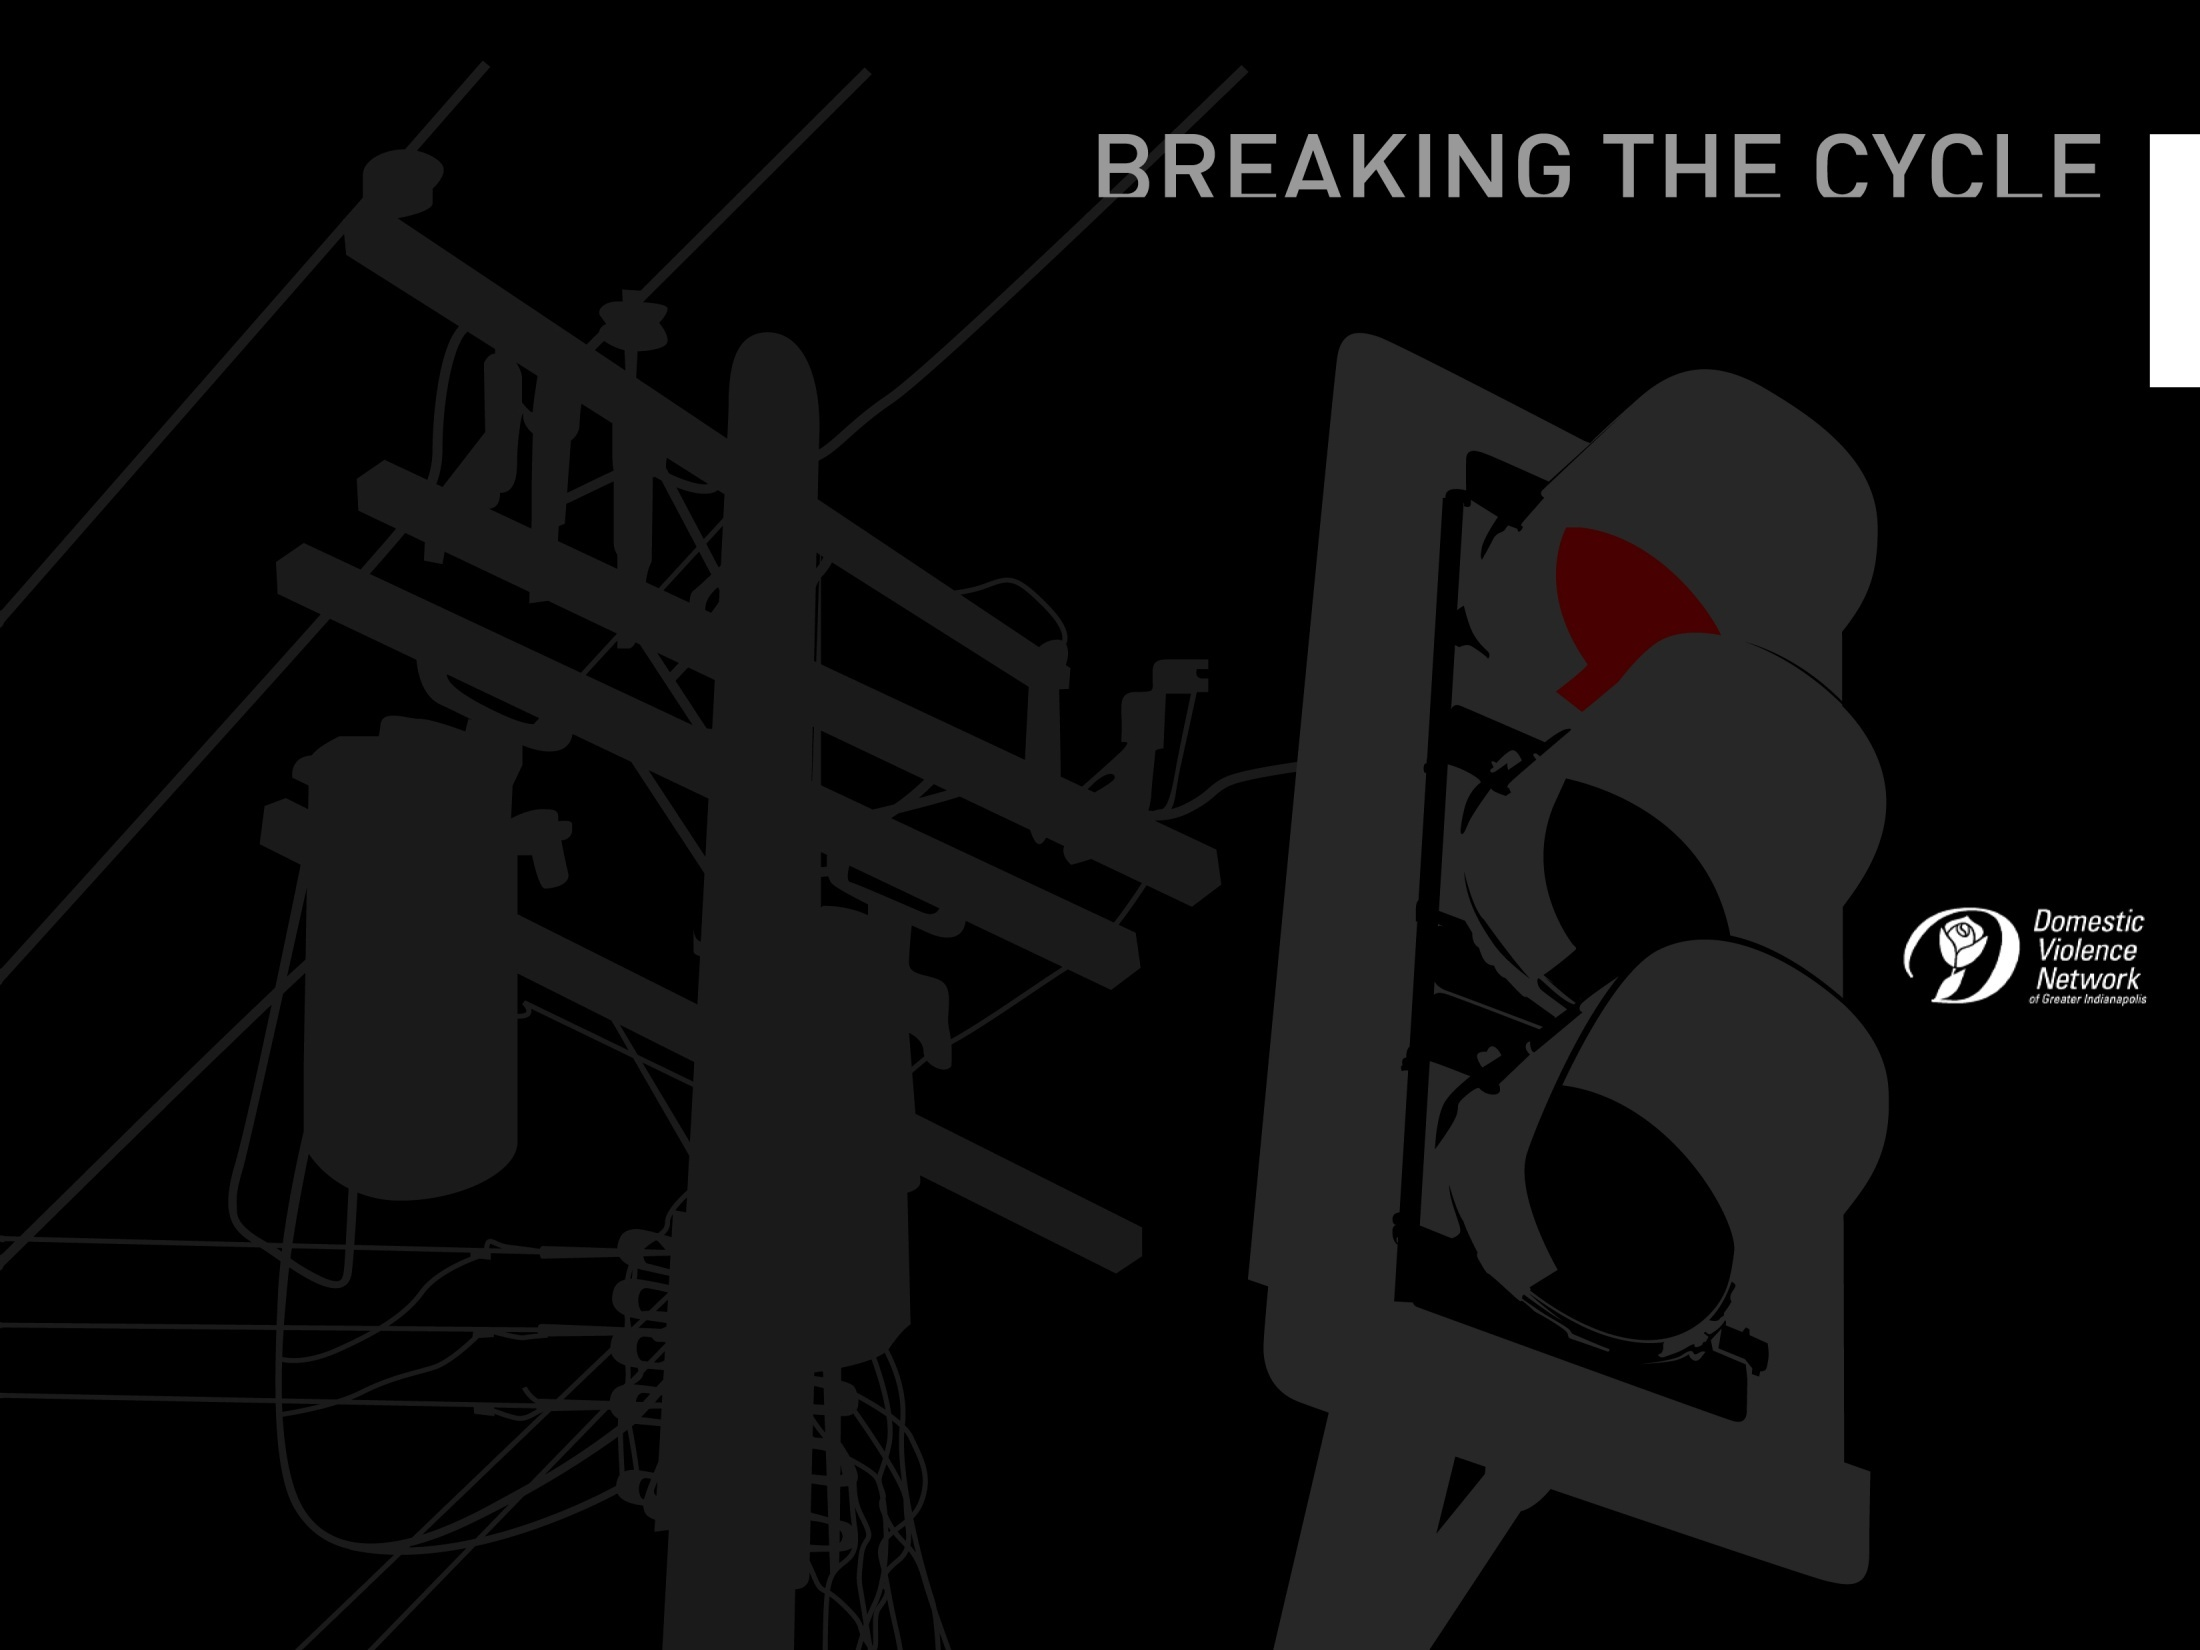 BREAKING THE CYCLE
Domestic
Violence
Network
of Greater Indianapolis